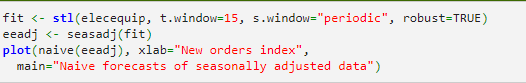 fit <- stl(elecequip, t.window=15, s.window="periodic", robust=TRUE)
eeadj <- seasadj(fit)
plot(naive(eeadj), xlab="New orders index",
  main="Naive forecasts of seasonally adjusted data")